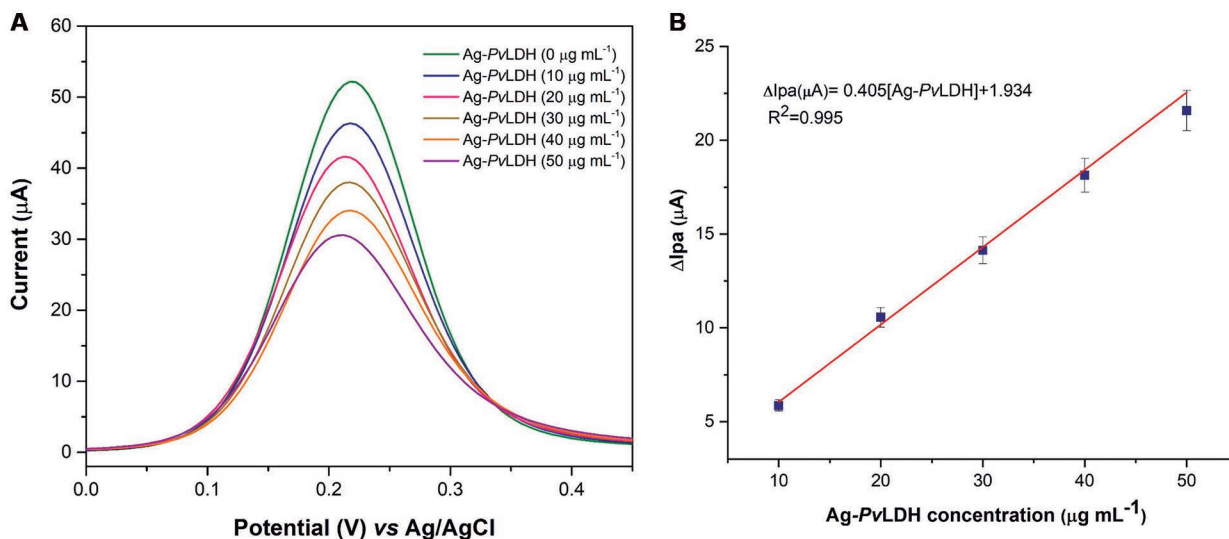 A
60
50
40
30
20
10
0
Current (μA)
0.0 0.1 0.2 0.3 0.4
Potential (V) vs Ag/AgCl
Ag-PvLDH (0 μg mL⁻¹)
Ag-PvLDH (10 μg mL⁻¹)
Ag-PvLDH (20 μg mL⁻¹)
Ag-PvLDH (30 μg mL⁻¹)
Ag-PvLDH (40 μg mL⁻¹)
Ag-PvLDH (50 μg mL⁻¹)
B
25
20
15
10
5
ΔIpa (μA)
ΔIpa(μA)= 0.405[Ag-PvLDH]+1.934
R²=0.995
10 20 30 40 50
Ag-PvLDH concentration (μg mL⁻¹)